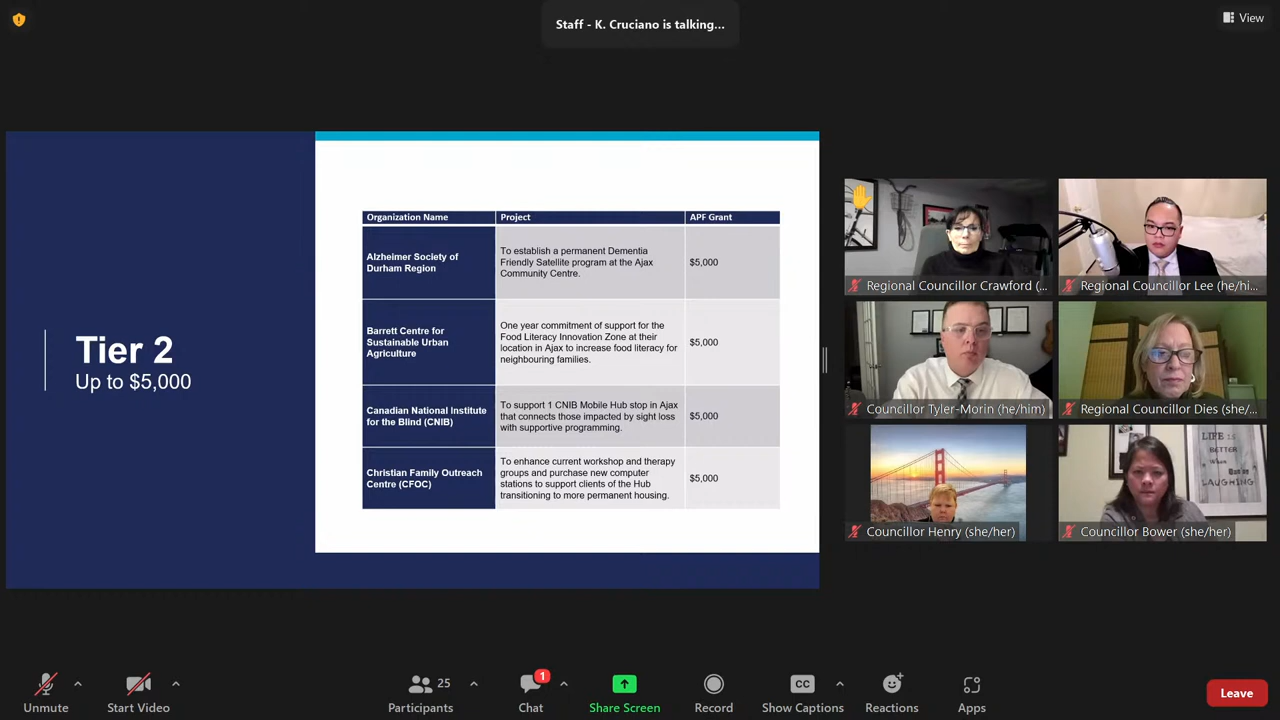 Staff - K. Cruciano is talking...
View
Tier 2
Up to $5,000
Organization Name
Project
APF Grant
Alzheimer Society of
Durham Region
To establish a permanent Dementia
Friendly Satellite program at the Ajax
Community Centre.
$5,000
Barrett Centre for
Sustainable Urban
Agriculture
One year commitment of support for the
Food Literacy Innovation Zone at their
location in Ajax to increase food literacy for
neighbouring families.
$5,000
Canadian National Institute
for the Blind (CNIB)
To support 1 CNIB Mobile Hub stop in Ajax
that connects those impacted by sight loss
with supportive programming.
$5,000
Christian Family Outreach
Centre (CFOC)
To enhance current workshop and therapy
groups and purchase new computer
stations to support clients of the Hub
transitioning to more permanent housing.
$5,000
Regional Councillor Crawford (...
Regional Councillor Lee (he/hi...
Councillor Tyler-Morin (he/him)
Regional Councillor Dies (she/...
Councillor Henry (she/her)
LIFE IS
BETTER
LAUGHING
Councillor Bower (she/her)
Unmute
Start Video
25
Participants
1
Chat
Share Screen
Record
CC
Show Captions
Reactions
Apps
Leave